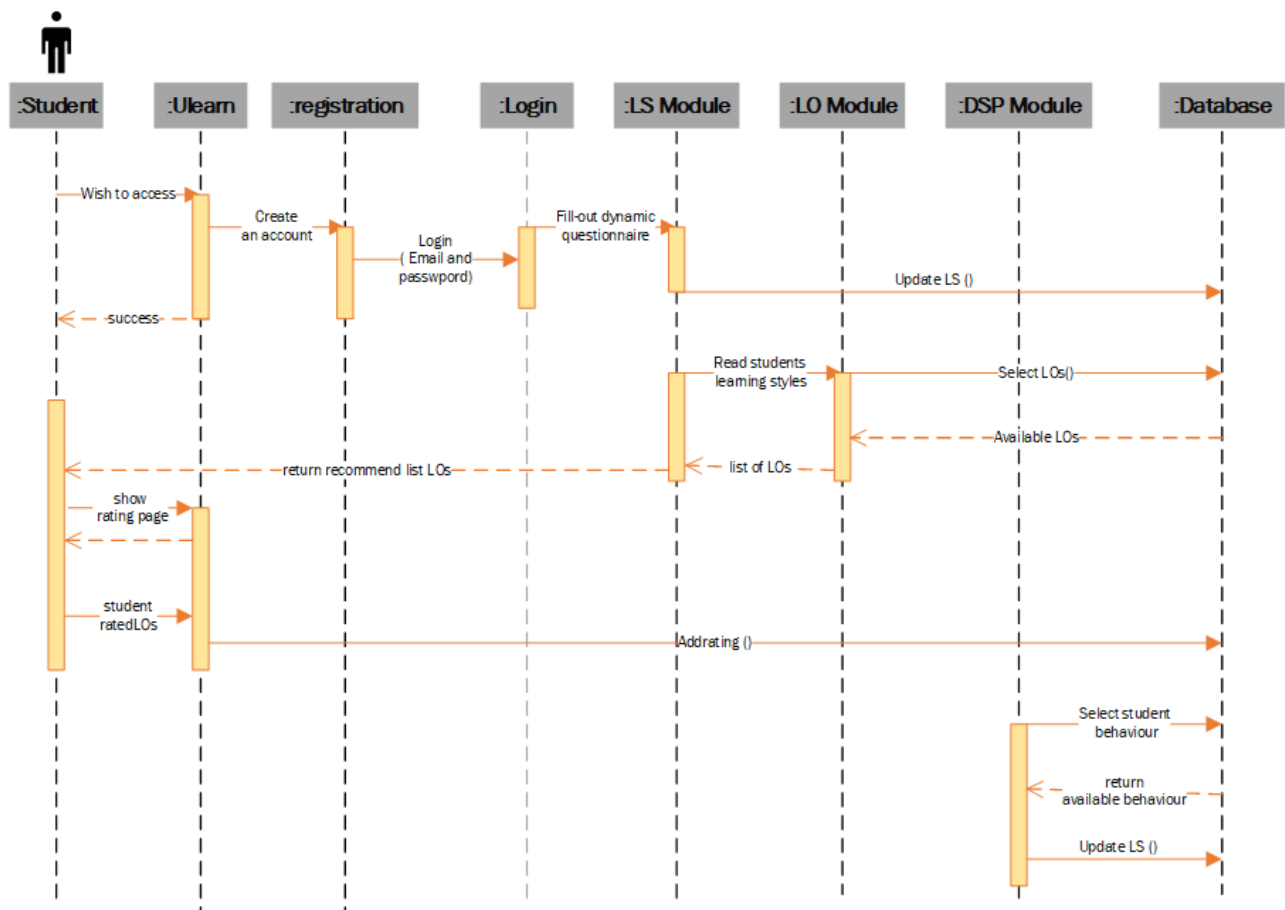 :Student
:Ulearn
:registration
:Login
:LS Module
:LO Module
:DSP Module
:Database
Wish to access
Create
an account
Login
( Email and
passwpord)
Fill-out dynamic
questionnaire
Update LS ()
success
Read students
learning styles
Select LOs()
Available LOs
list of LOs
return recommend list LOs
show
rating page
student
ratedLOs
Addrating ()
Select student
behaviour
return
available behaviour
Update LS ()